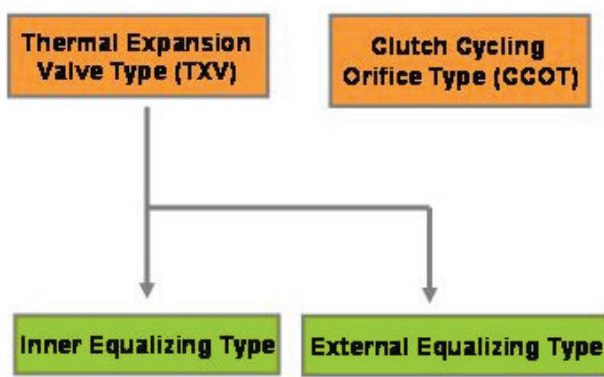 Thermal Expansion
Valve Type (TXV)
Clutch Cycling
Orifice Type (CCOT)
Inner Equalizing Type
External Equalizing Type